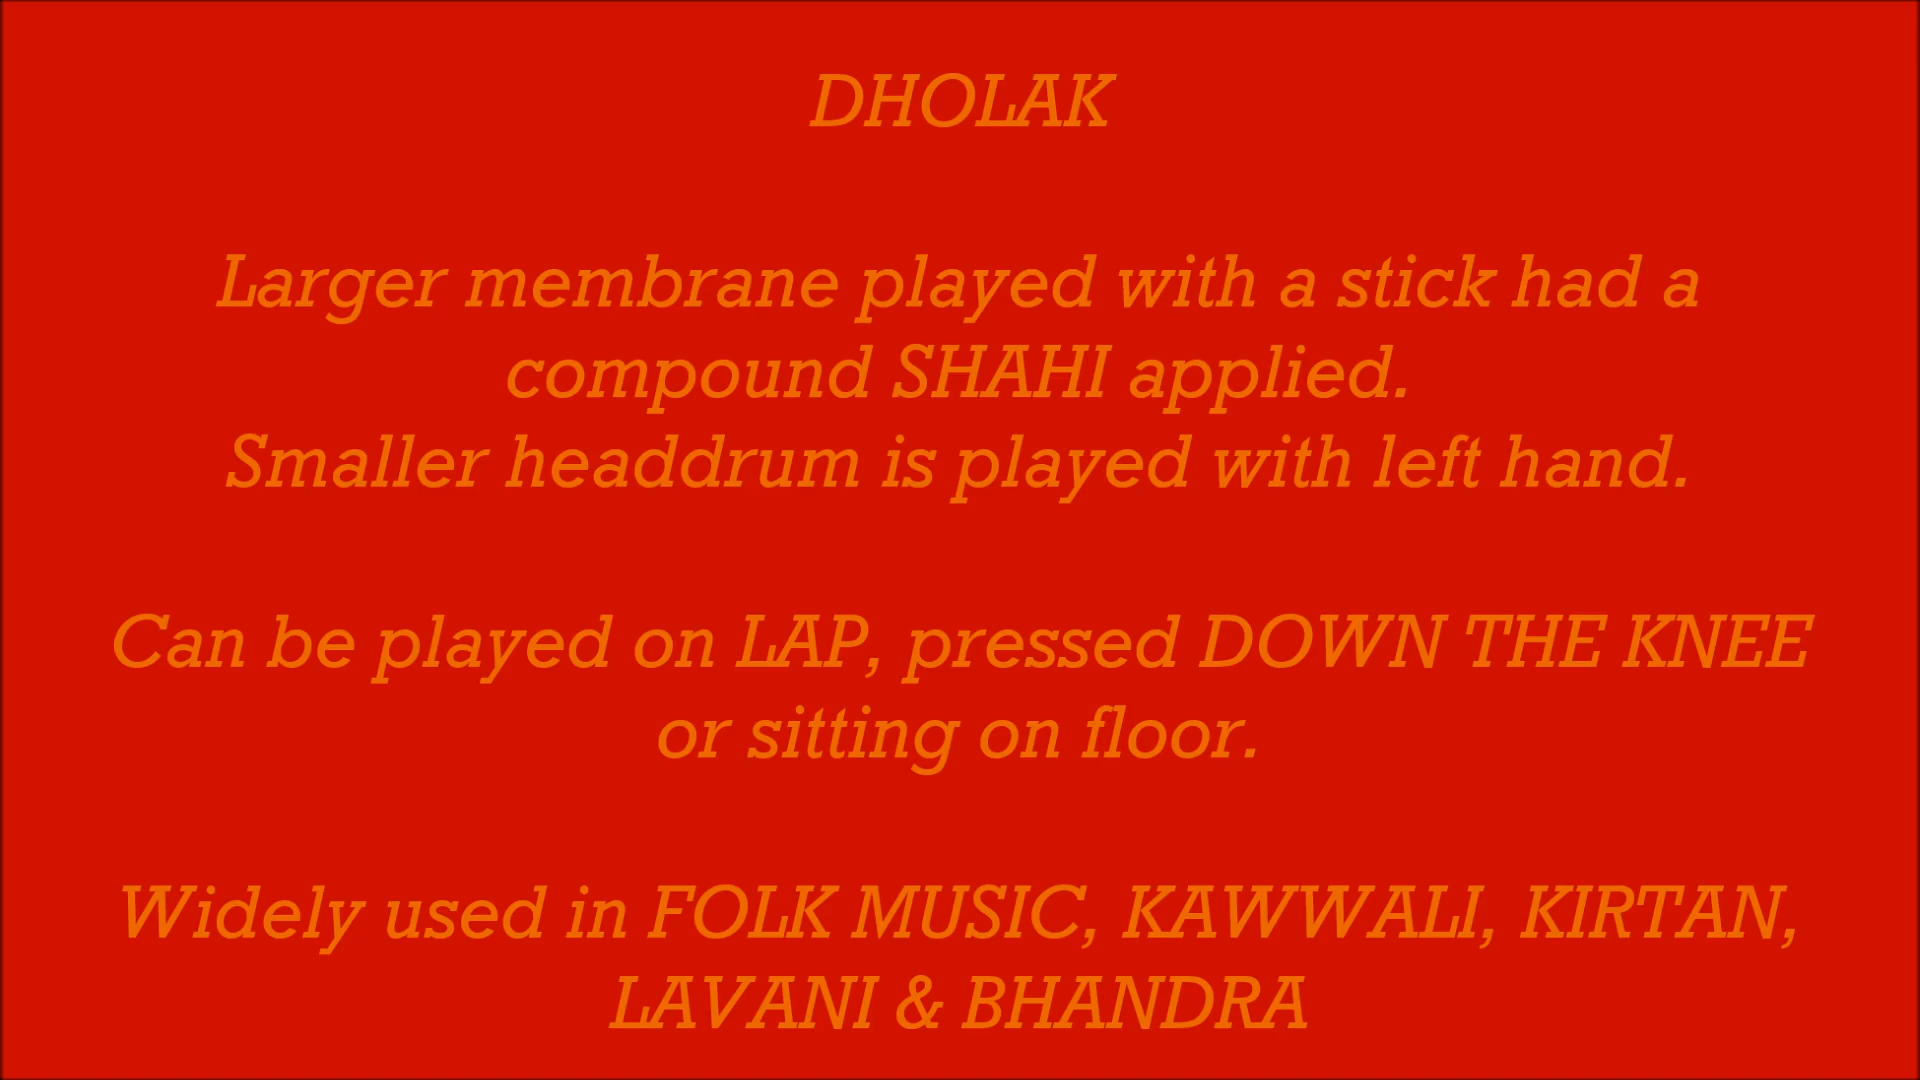 DHOLAK
Larger membrane played with a stick had a
compound SHAHI applied.
Smaller headdrum is played with left hand.
Can be played on LAP, pressed DOWN THE KNEE
or sitting on floor.
Widely used in FOLK MUSIC, KAWWALI, KIRTAN,
LAVANI & BHANDRA